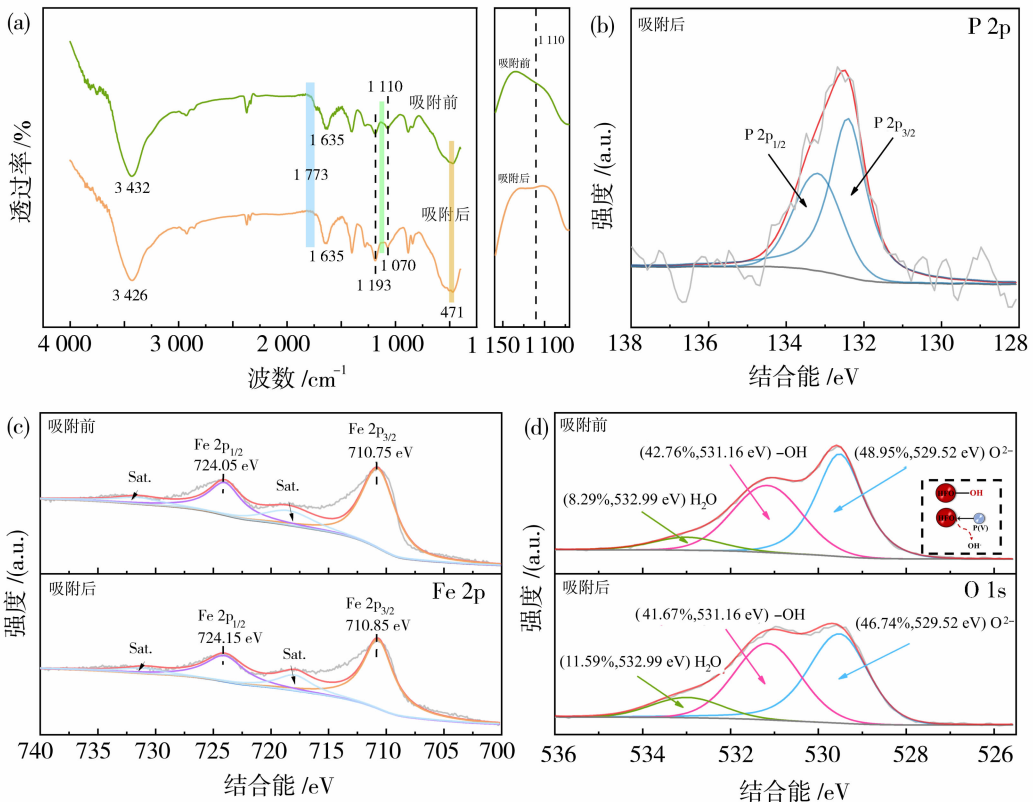 (a)
1 110
吸附前
1 635
3 432
1 773
吸附后
1 635
1 070
1 193
3 426
471
透过率 /%
4 000
3 000
2 000
1 000
1
波数 /cm⁻¹
1 110
吸附前
吸附后
1 150
1 100
(b)
吸附后
P 2p
P 2p₁/₂
P 2p₃/₂
强度 /(a.u.)
138
136
134
132
130
128
结合能 /eV
(c)
吸附前
Fe 2p₃/₂
710.75 eV
Fe 2p₁/₂
724.05 eV
Sat.
Sat.
吸附后
Fe 2p
Fe 2p₃/₂
710.85 eV
Fe 2p₁/₂
724.15 eV
Sat.
Sat.
强度 /(a.u.)
740
735
730
725
720
715
710
705
700
结合能 /eV
(d)
吸附前
(42.76%,531.16 eV) −OH
(48.95%,529.52 eV) O²⁻
(8.29%,532.99 eV) H₂O
HFO
OH
HFO
P(V)
OH
吸附后
O 1s
(41.67%,531.16 eV) −OH
(46.74%,529.52 eV) O²⁻
(11.59%,532.99 eV) H₂O
强度 /(a.u.)
536
534
532
530
528
526
结合能 /eV